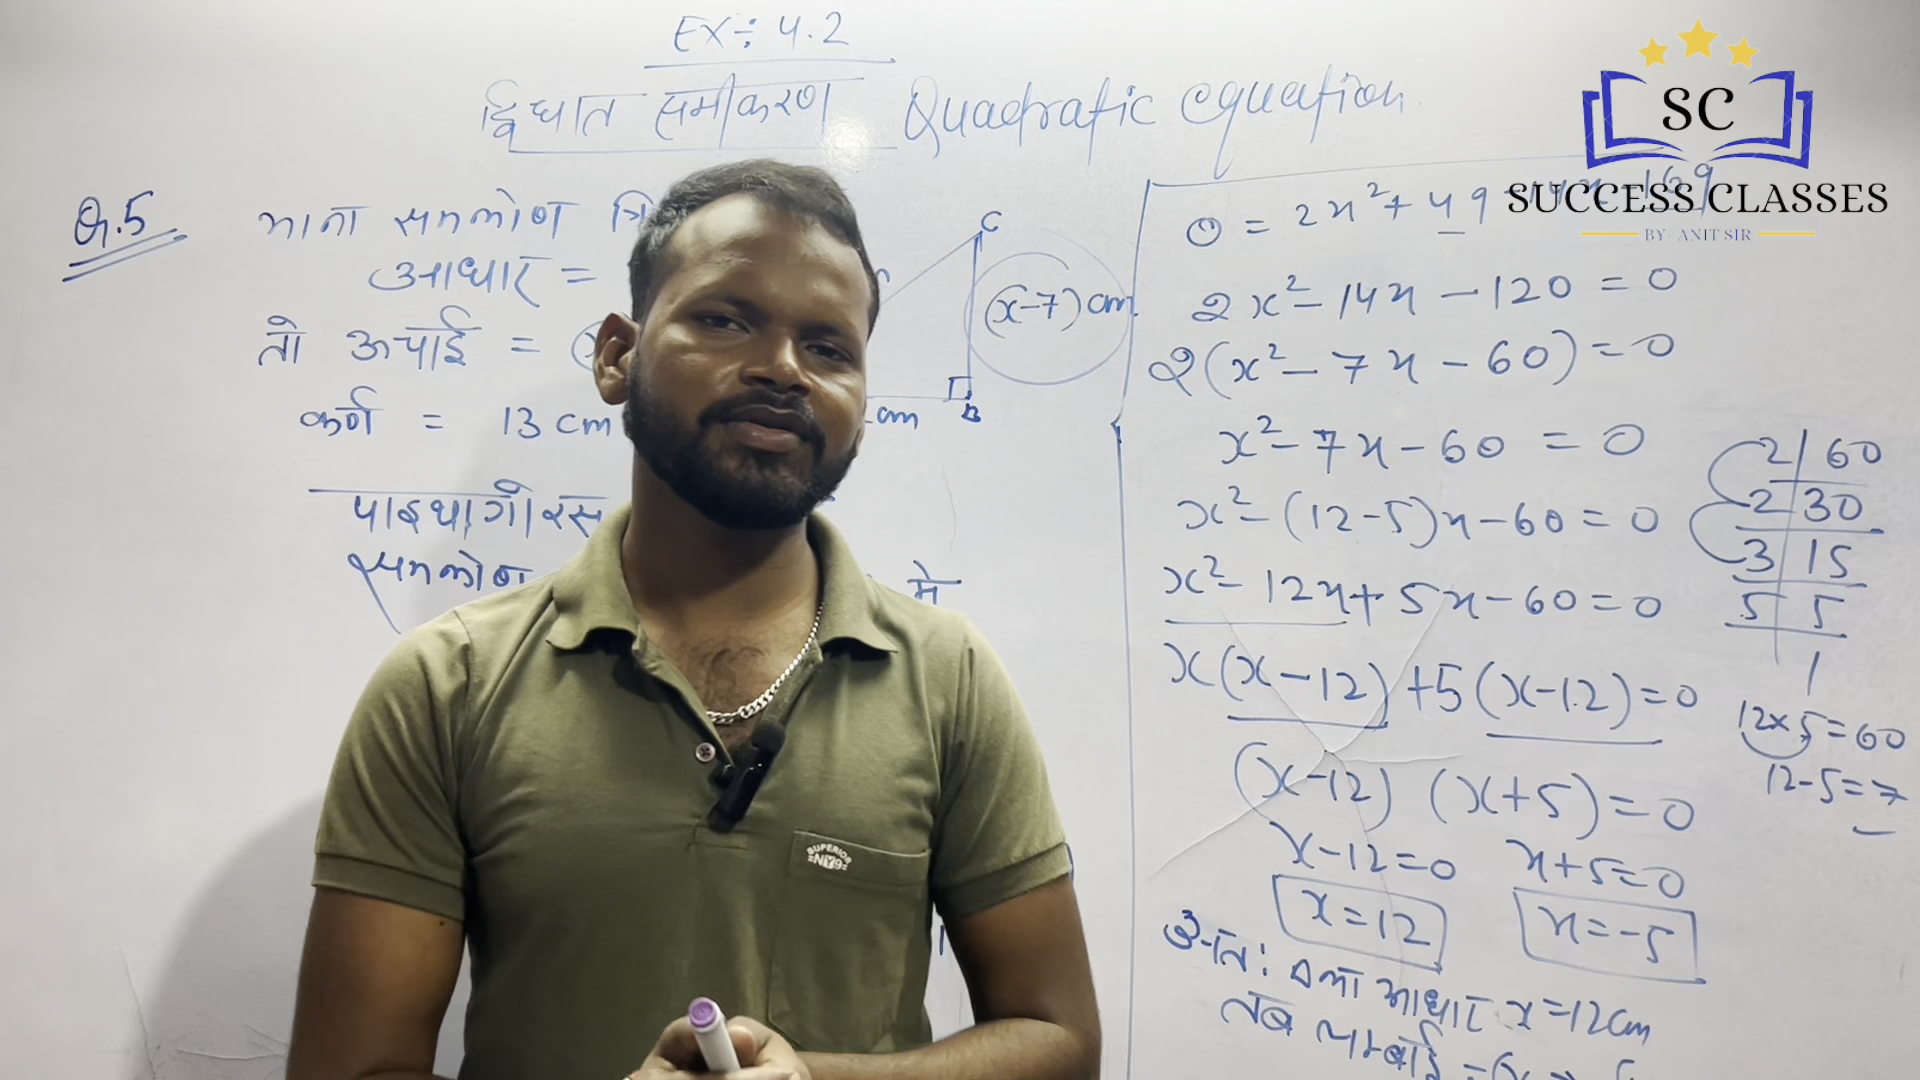 EX÷ 4.2
द्विघात समीकरण Quadratic equation
SC
SUCCESS CLASSES
BY ANIT SIR
Q.5 माना समकोण
आधार =
तो ऊचाई =
कर्ण = 13 cm
पाइथागोरस
समकोण
में
C
(x-7) cm
B
cm
0 = 2x² + 49
2x² - 14x - 120 = 0
2(x² - 7x - 60) = 0
x² - 7x - 60 = 0
x² - (12-5)x - 60 = 0
x² - 12x + 5x - 60 = 0
x(x-12) + 5(x-12) = 0
(x-12) (x+5) = 0
x-12=0 x+5=0
x=12 x=-5
अतः आधार x=12cm
तब
2 | 60
2 | 30
3 | 15
5 | 5
1
12×5=60
12-5=7
SUPERIOR